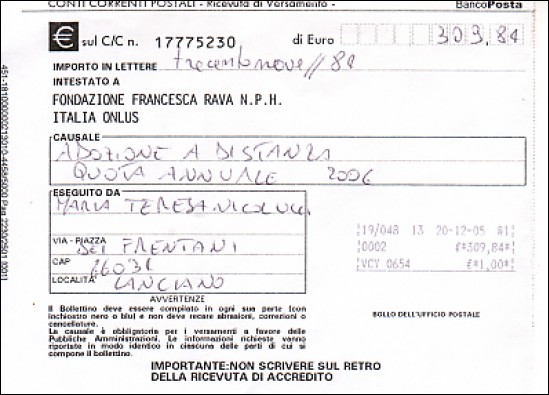 CONTI CORRENTI POSTALI - Ricevuta di Versamento - BancoPosta
€ sul C/C n. 17775230 di Euro 303,84
IMPORTO IN LETTERE trecentonove//84
INTESTATO A
FONDAZIONE FRANCESCA RAVA N.P.H.
ITALIA ONLUS
CAUSALE
ADOZIONE A DISTANZA
QUOTA ANNUALE 2006
ESEGUITO DA
MARIA TERESA NICOLUCCI
VIA - PIAZZA DEI FRENTANI
CAP 66034
LOCALITÀ LANCIANO
19/048 13 20-12-05 81
0002 €*309,84*
VCY 0654 €*1,00*
BOLLO DELL'UFFICIO POSTALE
AVVERTENZE
Il Bollettino deve essere compilato in ogni sua parte (con
inchiostro nero o blu) e non deve recare abrasioni, correzioni o
cancellature.
La causale è obbligatoria per i versamenti a favore delle
Pubbliche Amministrazioni. Le informazioni richieste vanno
riportate in modo identico in ciascuna delle parti di cui si
compone il bollettino.
IMPORTANTE:NON SCRIVERE SUL RETRO
DELLA RICEVUTA DI ACCREDITO